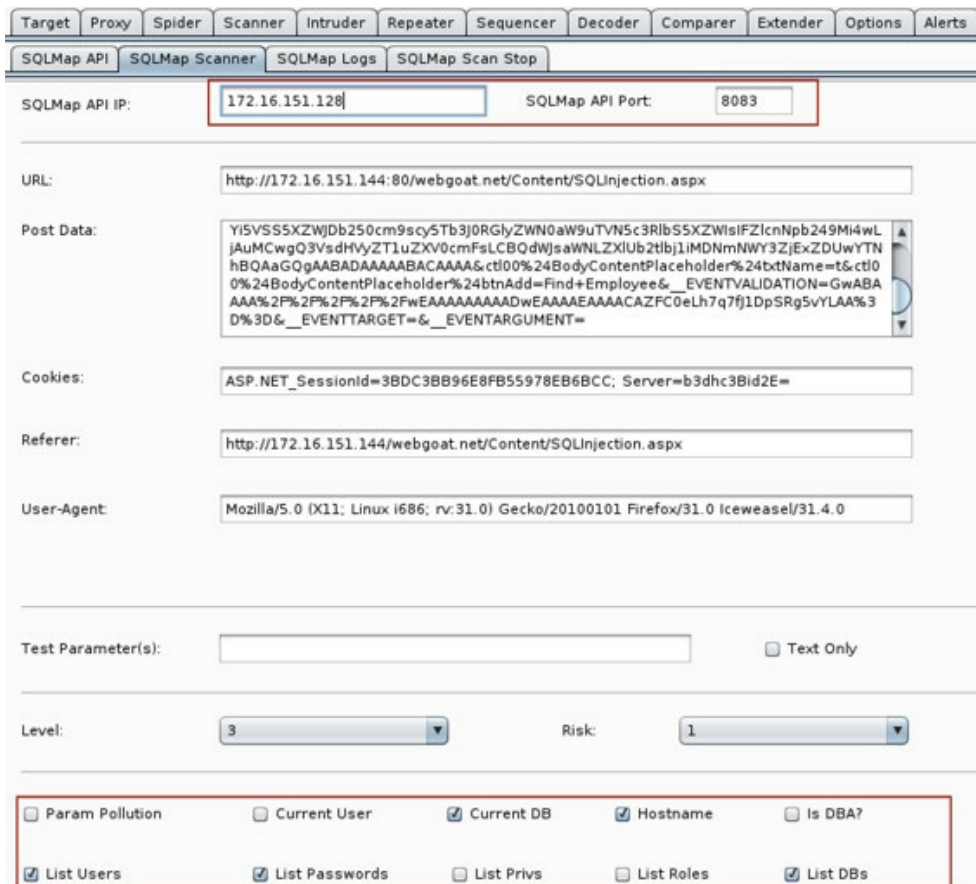 Target Proxy Spider Scanner Intruder Repeater Sequencer Decoder Comparer Extender Options Alerts
SQLMap API SQLMap Scanner SQLMap Logs SQLMap Scan Stop
SQLMap API IP: 172.16.151.128 SQLMap API Port: 8083
URL: http://172.16.151.144:80/webgoat.net/Content/SQLInjection.aspx
Post Data:
Yi5VSS5XZWJDb250cm9scy5Tb3J0RGlyZWN0aW9uTVN5c3RlbS5XZWIsIFZlcnNpb249Mi4wL
jAuMCwgQ3VsdHVyZT1uZXV0cmFsLCBQdWJsaWNLZXlUb2tlbj1iMDNmNWY3ZjExZDUwYTN
hBQAaGQgAABADAAAAABACAAAA&ctl00%24BodyContentPlaceholder%24txtName=t&ctl0
0%24BodyContentPlaceholder%24btnAdd=Find+Employee&__EVENTVALIDATION=GwABA
AAA%2F%2F%2F%2F%2FwEAAAAAAAAADwEAAAAEAAAACAZFC0eLh7q7fJ1DpSRg5vYLAA%3
D%3D&__EVENTTARGET=&__EVENTARGUMENT=
Cookies: ASP.NET_SessionId=3BDC3BB96E8FB55978EB6BCC; Server=b3dhc3Bid2E=
Referer: http://172.16.151.144/webgoat.net/Content/SQLInjection.aspx
User-Agent: Mozilla/5.0 (X11; Linux i686; rv:31.0) Gecko/20100101 Firefox/31.0 Iceweasel/31.4.0
Test Parameter(s): Text Only
Level: 3 Risk: 1
Param Pollution Current User Current DB Hostname Is DBA?
List Users List Passwords List Privs List Roles List DBs